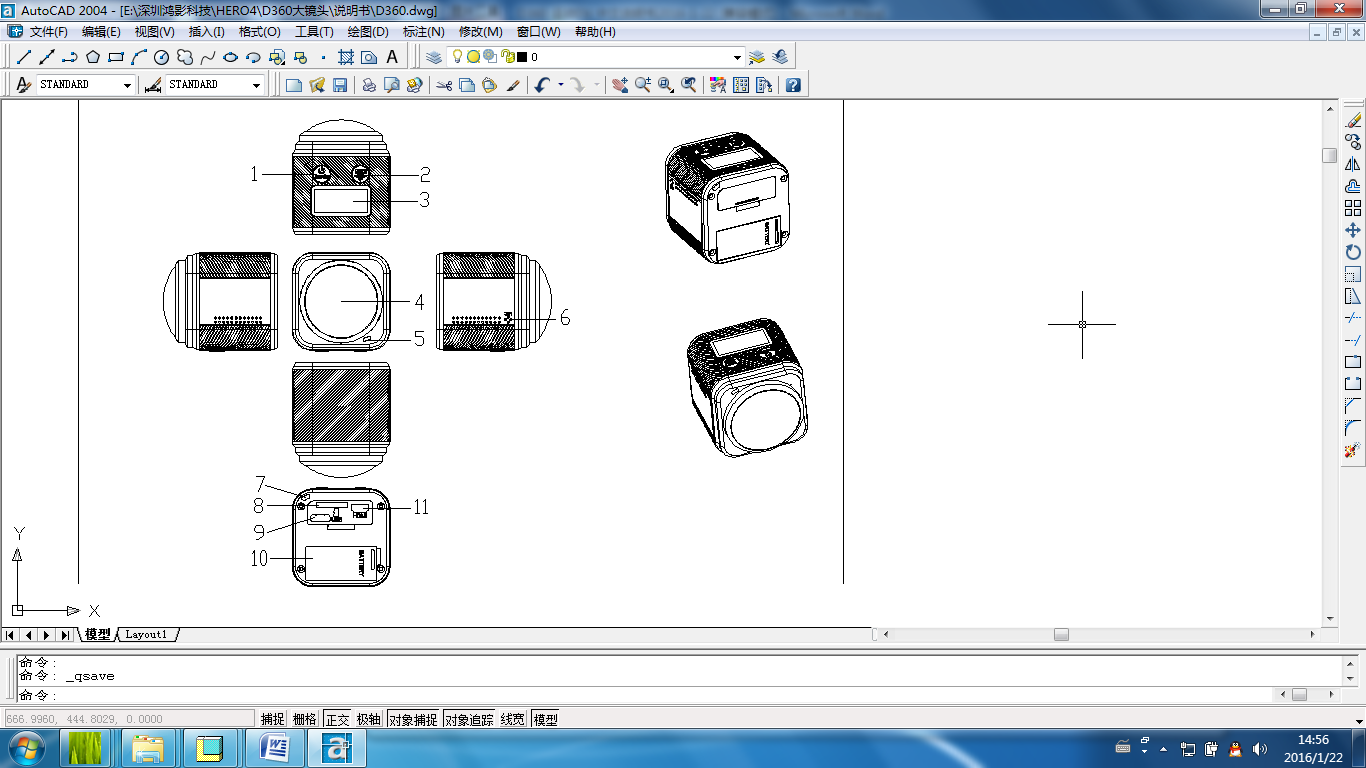 AutoCAD 2004 - [E:\深圳鸿影科技\HERO4\D360大镜头\说明书\D360.dwg]
文件(F) 编辑(E) 视图(V) 插入(I) 格式(O) 工具(T) 绘图(D) 标注(N) 修改(M) 窗口(W) 帮助(H)
A
0
STANDARD STANDARD
1
2
3
4
5
6
7
8
9
10
11
BATTERY
BATTERY
Y
X
模型 Layout1
命令:
命令: _qsave
命令:
666.9960, 444.8029, 0.0000 捕捉 栅格 正交 极轴 对象捕捉 对象追踪 线宽 模型
14:56
2016/1/22